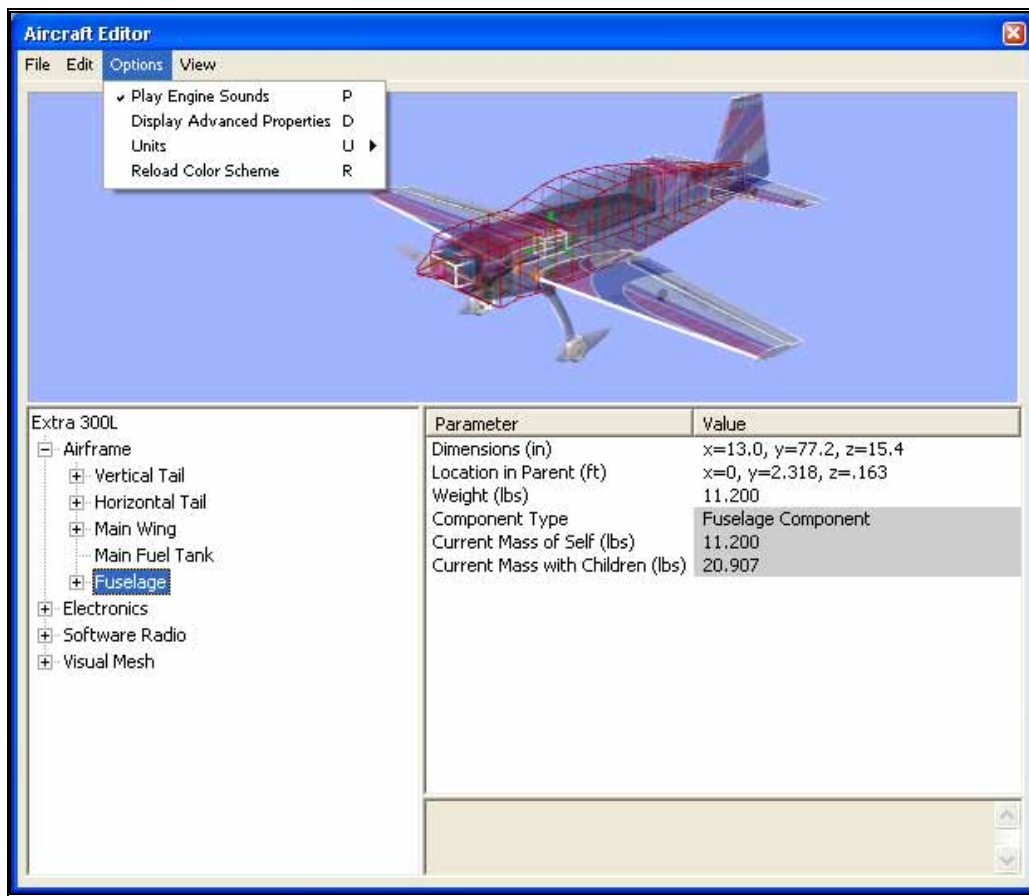 Aircraft Editor
File Edit Options View
Play Engine Sounds P
Display Advanced Properties D
Units U
Reload Color Scheme R
Extra 300L
Airframe
Vertical Tail
Horizontal Tail
Main Wing
Main Fuel Tank
Fuselage
Electronics
Software Radio
Visual Mesh
Parameter Value
Dimensions (in) x=13.0, y=77.2, z=15.4
Location in Parent (ft) x=0, y=2.318, z=.163
Weight (lbs) 11.200
Component Type Fuselage Component
Current Mass of Self (lbs) 11.200
Current Mass with Children (lbs) 20.907